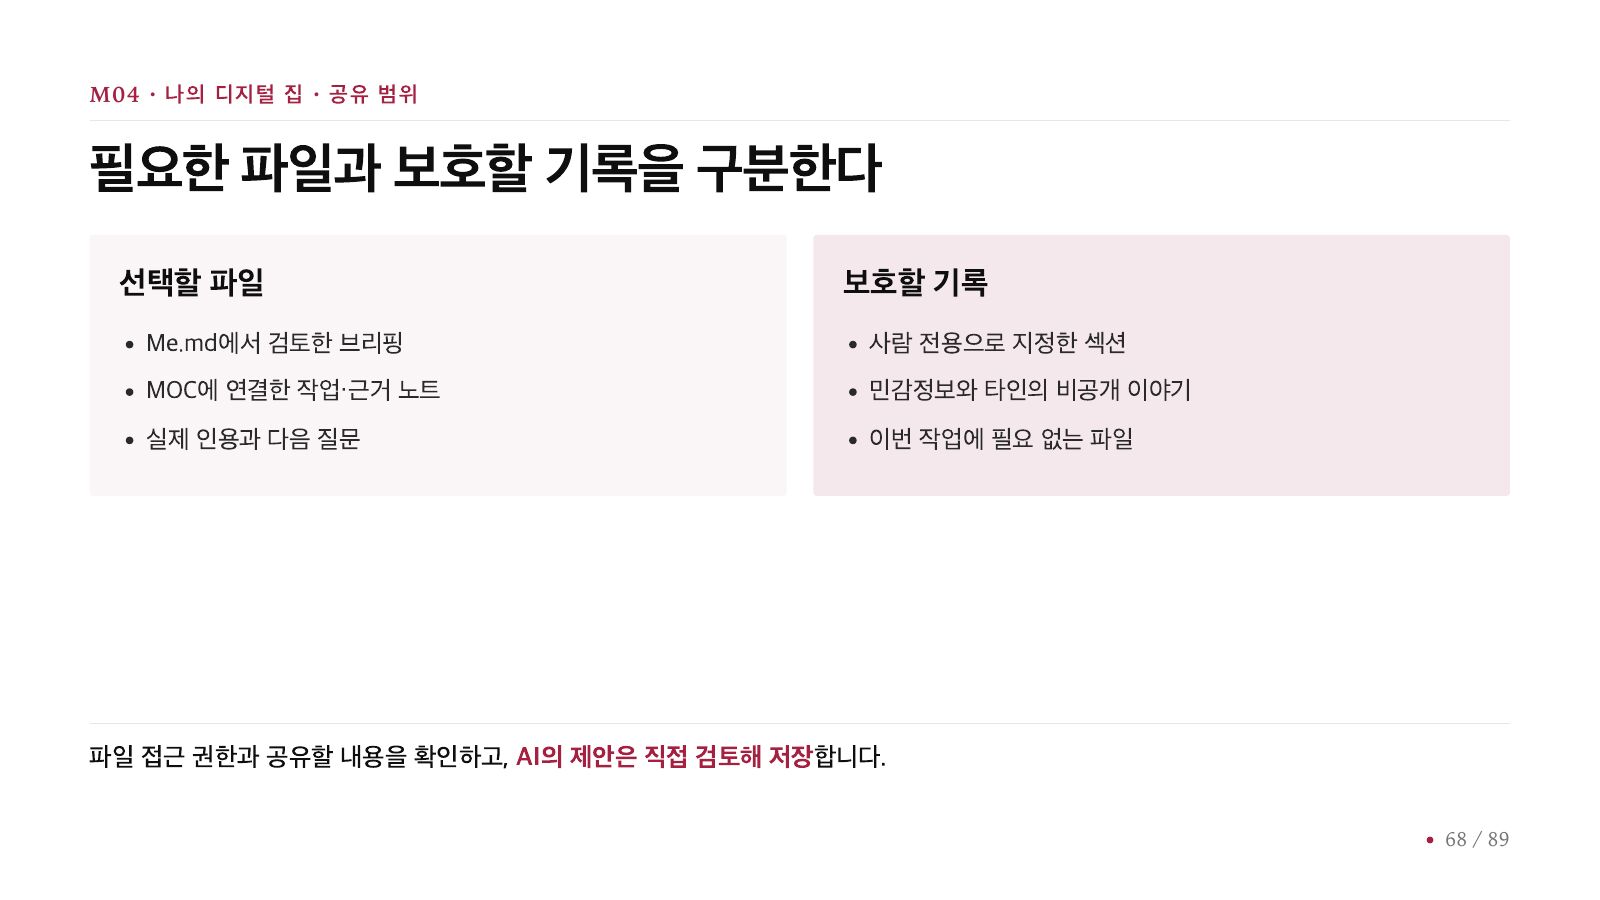 M04 · 나의 디지털 집 · 공유 범위
필요한 파일과 보호할 기록을 구분한다
선택할 파일
• Me.md에서 검토한 브리핑
• MOC에 연결한 작업·근거 노트
• 실제 인용과 다음 질문
보호할 기록
• 사람 전용으로 지정한 섹션
• 민감정보와 타인의 비공개 이야기
• 이번 작업에 필요 없는 파일
파일 접근 권한과 공유할 내용을 확인하고, AI의 제안은 직접 검토해 저장합니다.
• 68 / 89